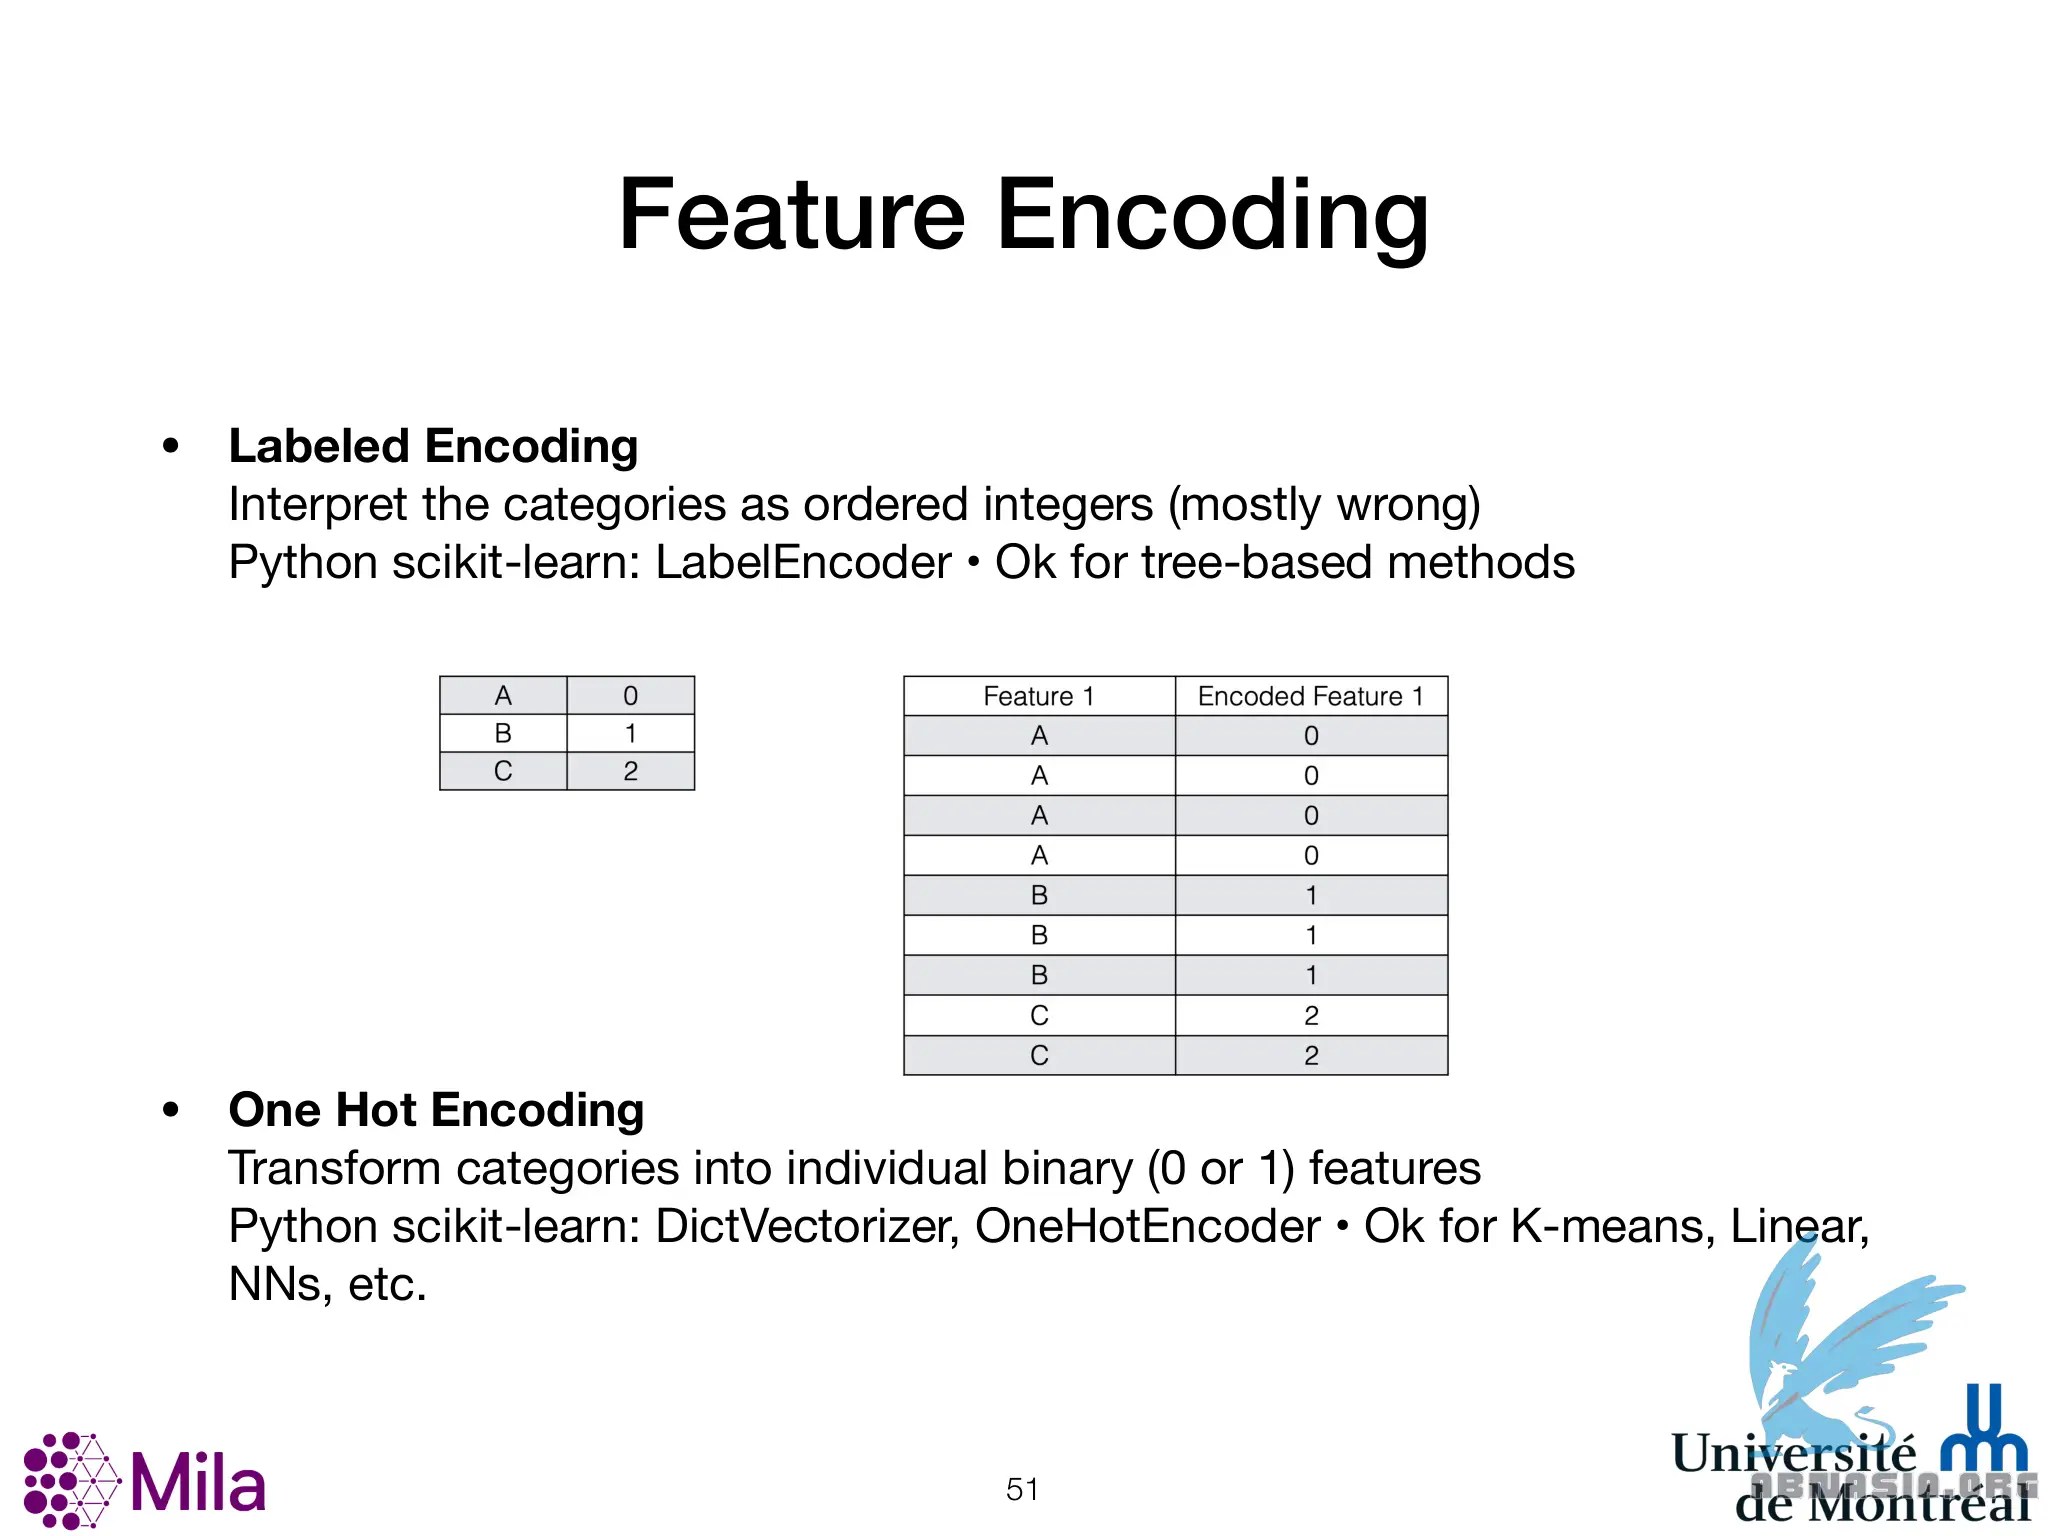 Feature Encoding
• Labeled Encoding
Interpret the categories as ordered integers (mostly wrong)
Python scikit-learn: LabelEncoder • Ok for tree-based methods
A 0
B 1
C 2
Feature 1 Encoded Feature 1
A 0
A 0
A 0
A 0
B 1
B 1
B 1
C 2
C 2
• One Hot Encoding
Transform categories into individual binary (0 or 1) features
Python scikit-learn: DictVectorizer, OneHotEncoder • Ok for K-means, Linear,
NNs, etc.
Mila
51
Université
de Montréal
ABNASIA.ORG